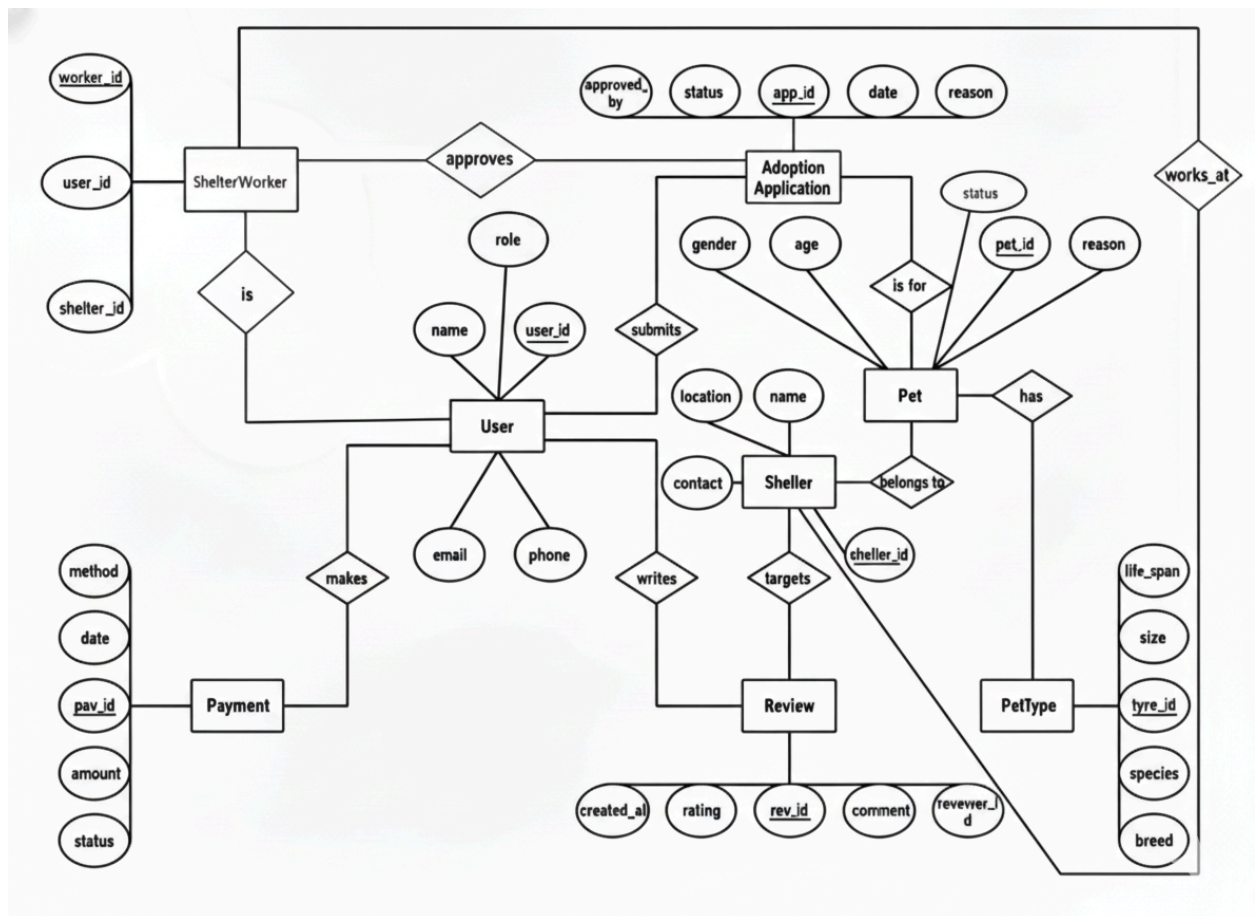 worker_id
approved_
by
status
app_id
date
reason
approves
ShelterWorker
user_id
Adoption
Application
works_at
status
role
gender
age
pet_id
reason
is
is for
shelter_id
name
user_id
submits
location
name
Pet
has
User
contact
Sheller
belongs to
email
phone
cheller_id
method
makes
writes
targets
life_span
date
size
pav_id
Payment
Review
PetType
tyre_id
amount
species
created_al
rating
rev_id
comment
revewer_l
d
status
breed